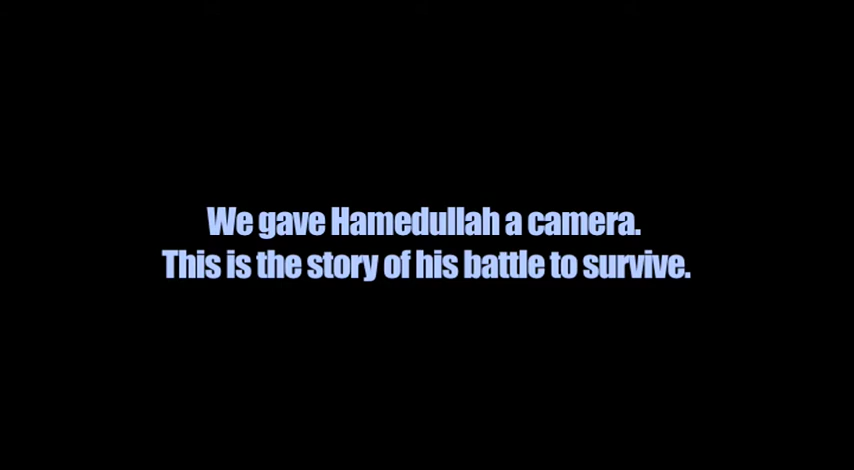 We gave Hamedullah a camera.
This is the story of his battle to survive.